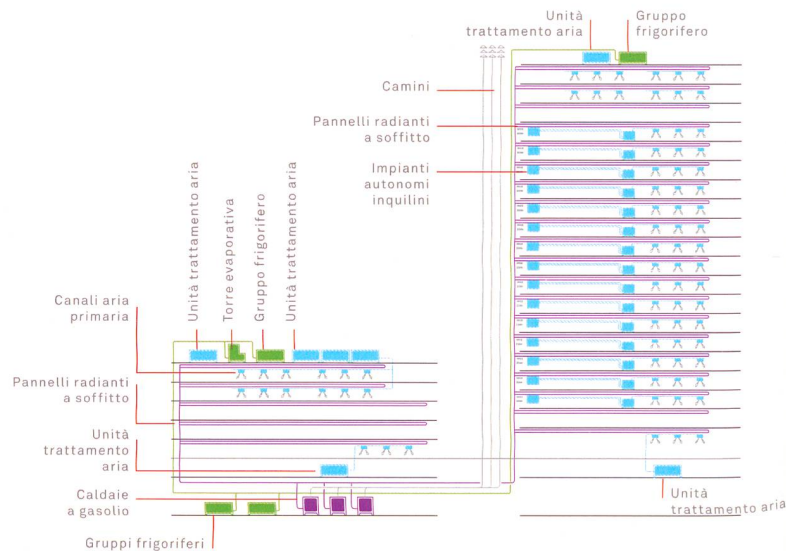 Unità
trattamento aria
Gruppo
frigorifero
Camini
Pannelli radianti
a soffitto
Impianti
autonomi
inquilini
Unità trattamento aria
Torre evaporativa
Gruppo frigorifero
Unità trattamento aria
Canali aria
primaria
Pannelli radianti
a soffitto
Unità
trattamento
aria
Caldaie
a gasolio
Gruppi frigoriferi
Unità
trattamento aria